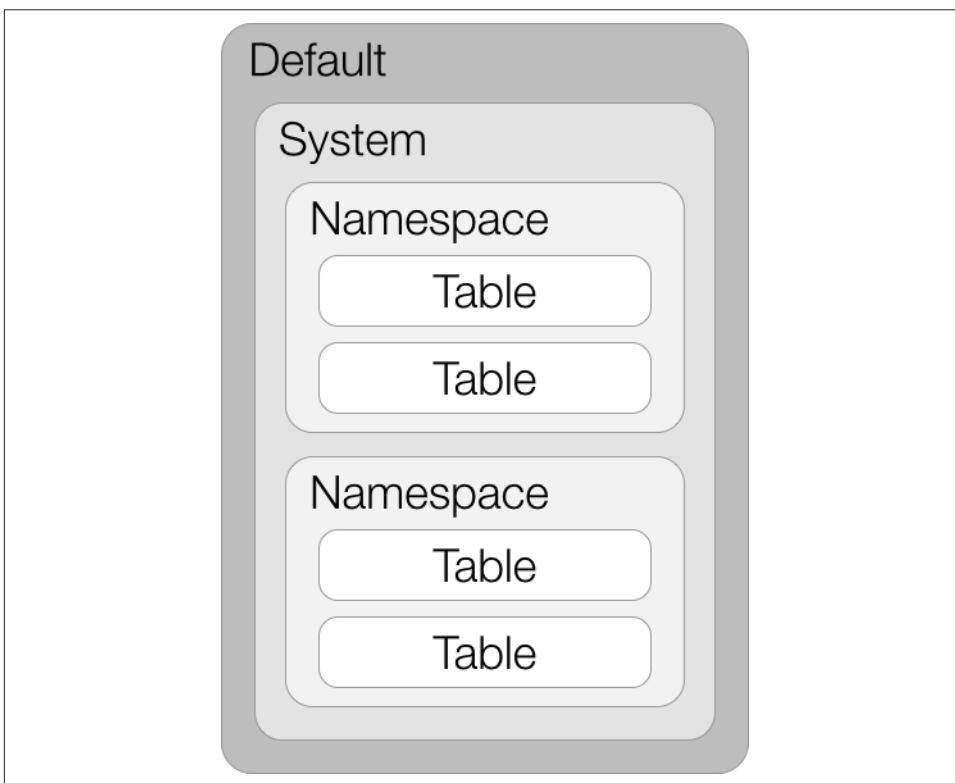 Default
System
Namespace
Table
Table
Namespace
Table
Table